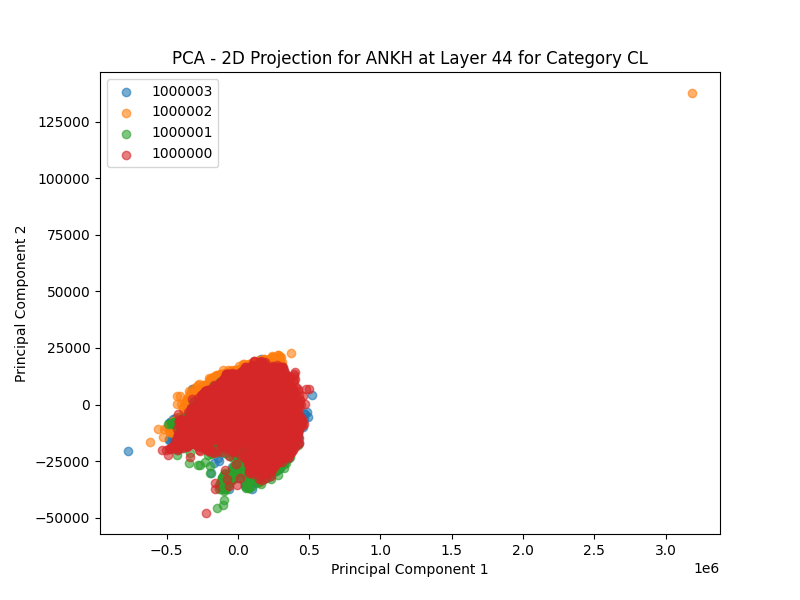 PCA - 2D Projection for ANKH at Layer 44 for Category CL
1000003
1000002
1000001
1000000
Principal Component 2
125000
100000
75000
50000
25000
0
−25000
−50000
−0.5 0.0 0.5 1.0 1.5 2.0 2.5 3.0
1e6
Principal Component 1